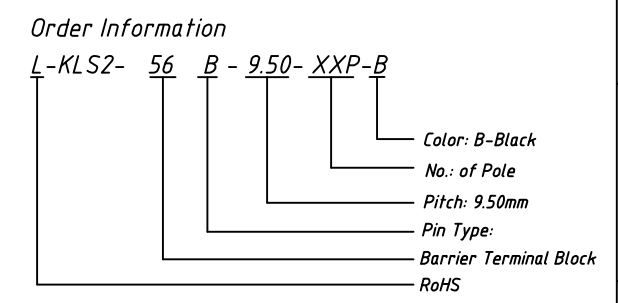 Order Information
L-KLS2- 56 B - 9.50- XXP-B
Color: B-Black
No.: of Pole
Pitch: 9.50mm
Pin Type:
Barrier Terminal Block
RoHS